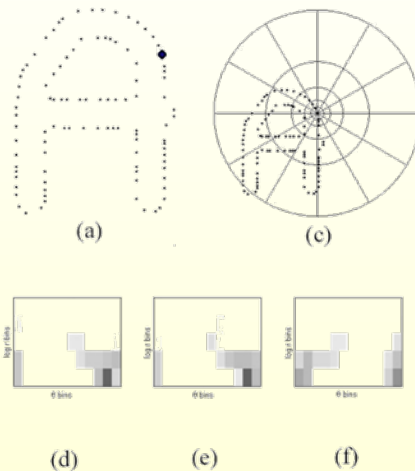 (a)
(c)
log r bins
θ bins
log r bins
θ bins
log r bins
θ bins
(d)
(e)
(f)